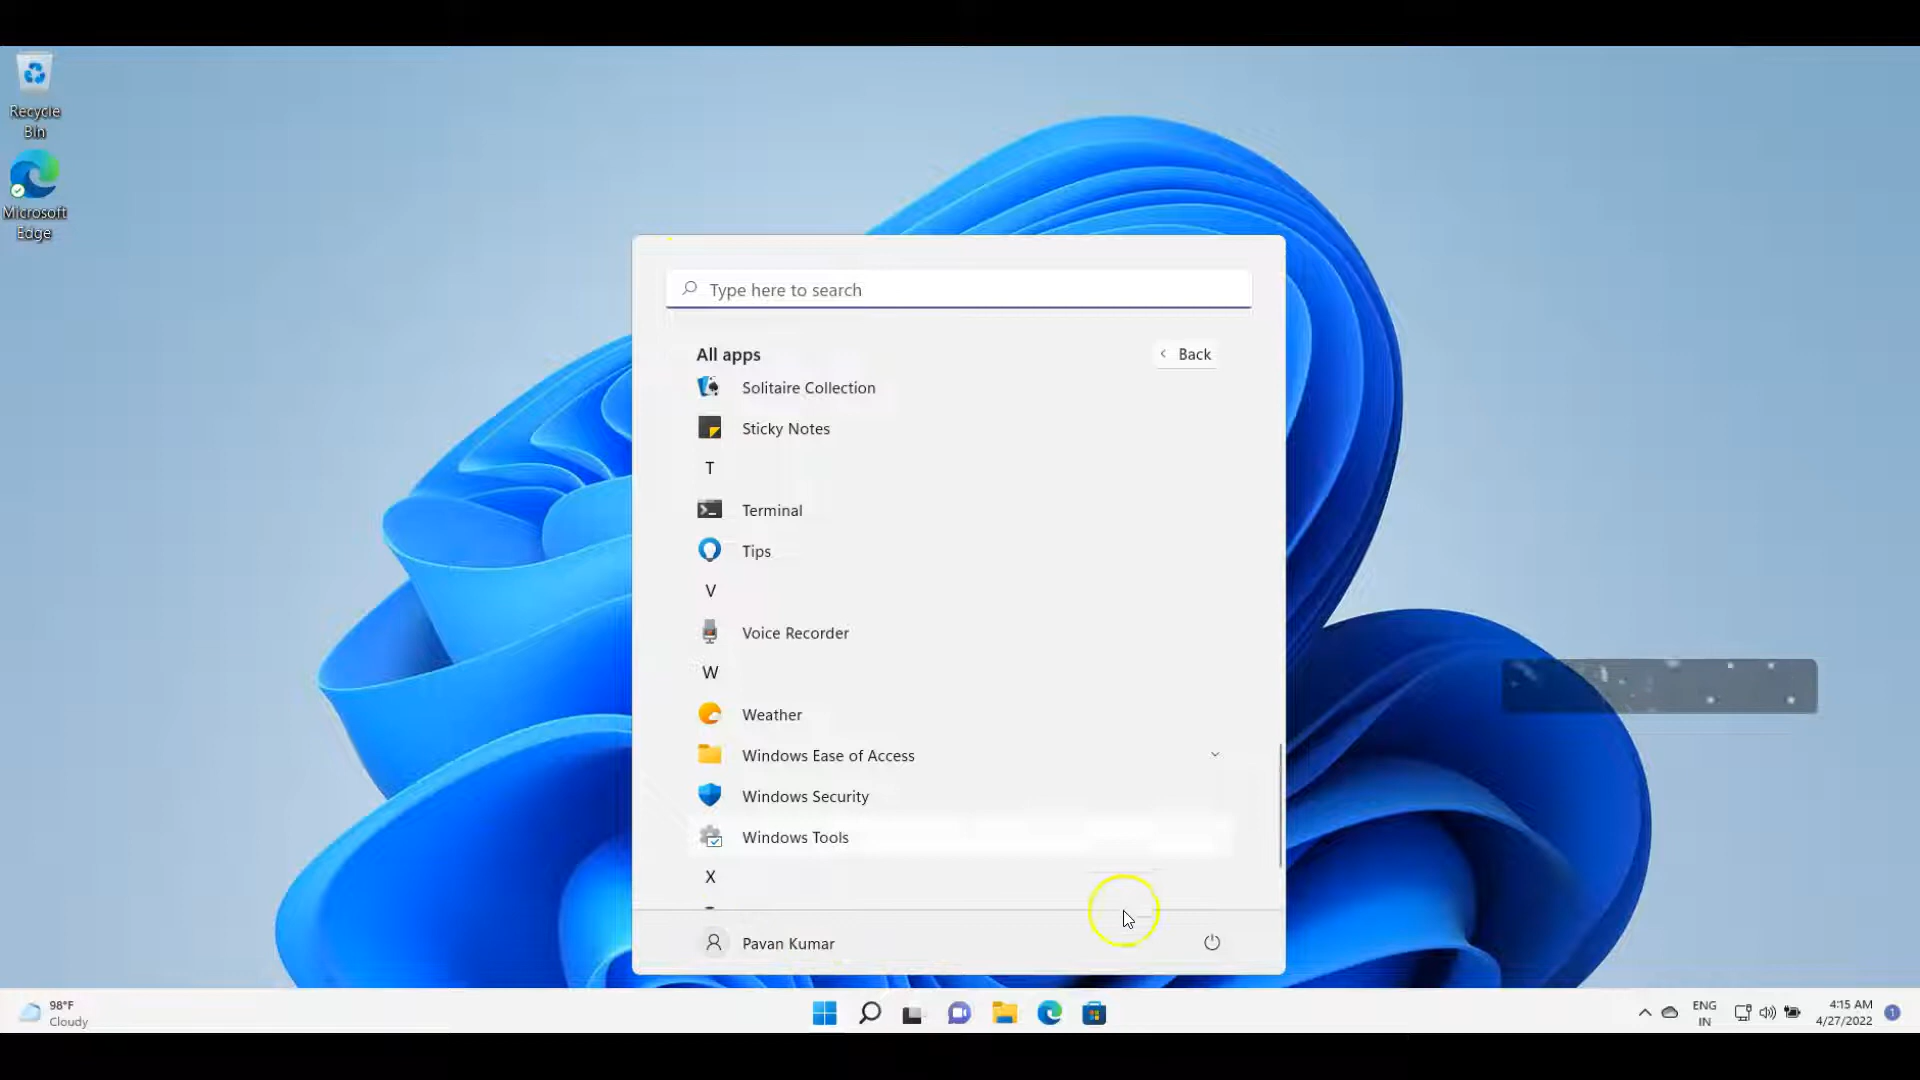 Recycle
Bin
Microsoft
Edge
Type here to search
All apps
Back
Solitaire Collection
Sticky Notes
T
Terminal
Tips
V
Voice Recorder
W
Weather
Windows Ease of Access
Windows Security
Windows Tools
X
Pavan Kumar
98°F
Cloudy
ENG
IN
4:15 AM
4/27/2022
1